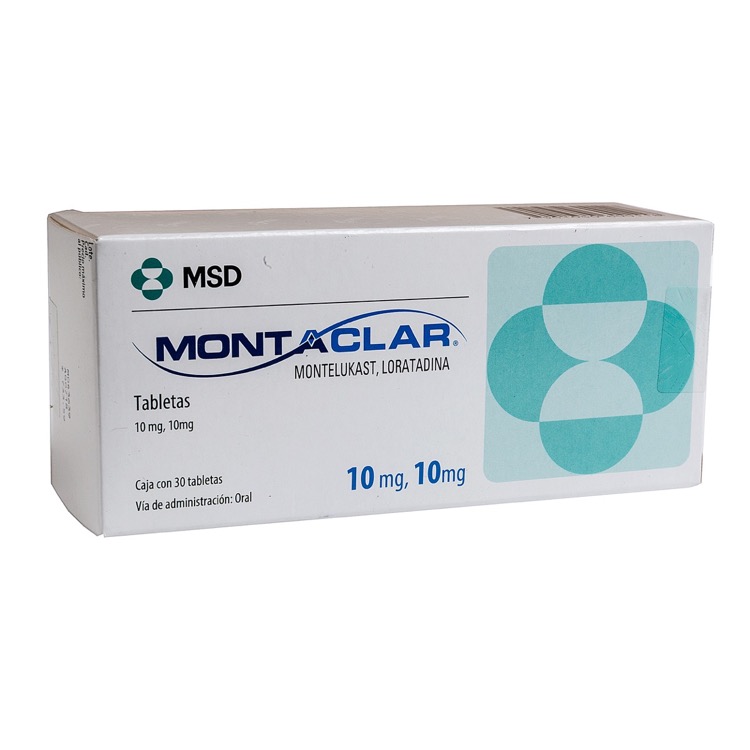 MSD
MONTACLAR®
MONTELUKAST, LORATADINA
Tabletas
10 mg, 10mg
Caja con 30 tabletas
Vía de administración: Oral
10 mg, 10mg
Lote: